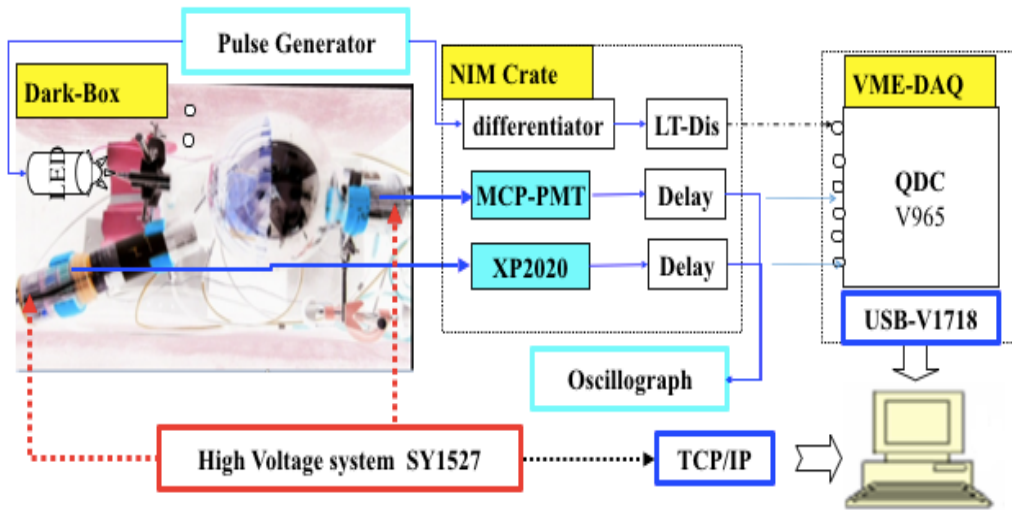 Pulse Generator
NIM Crate
VME-DAQ
Dark-Box
differentiator
LT-Dis
LED
QDC
V965
MCP-PMT
Delay
XP2020
Delay
USB-V1718
Oscillograph
High Voltage system SY1527
TCP/IP